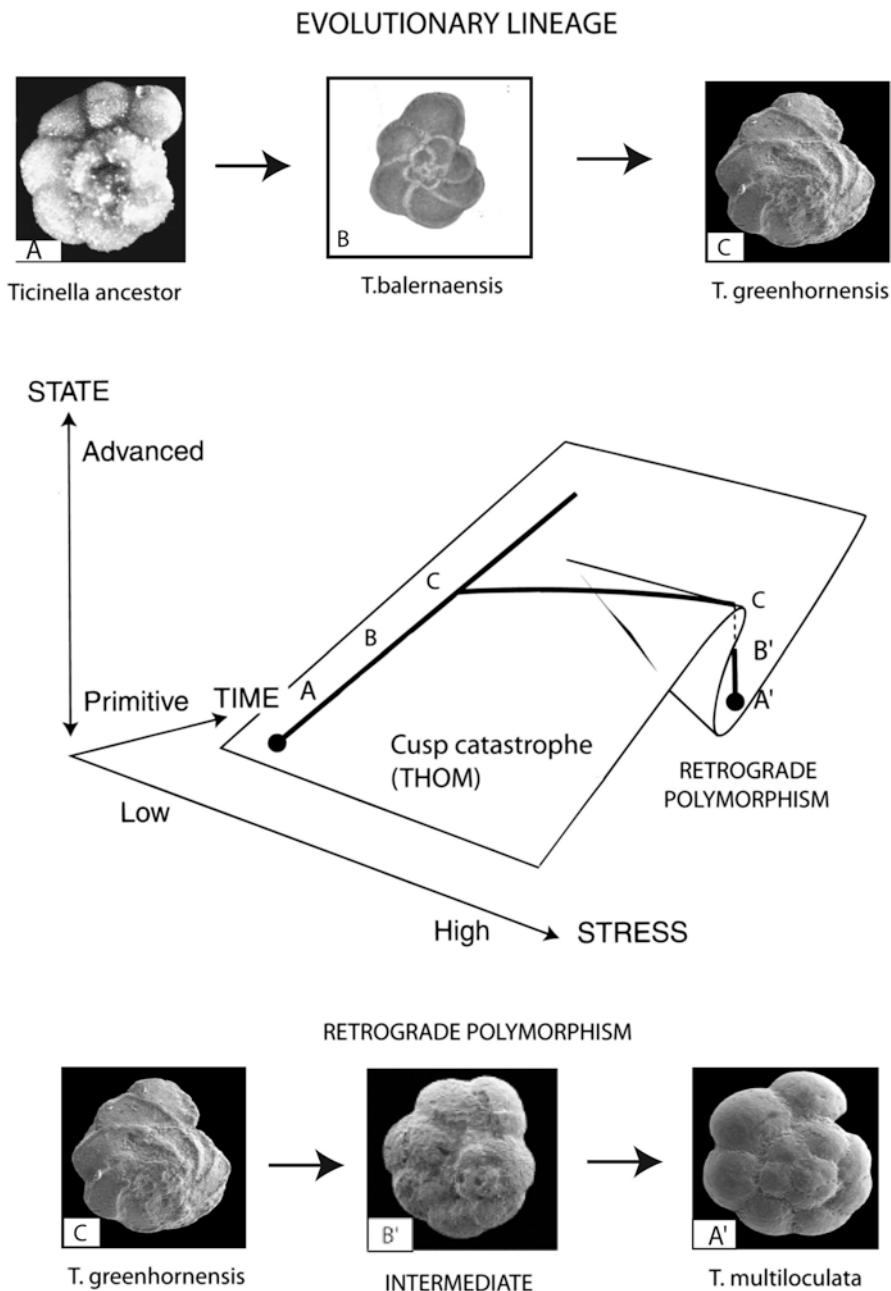 EVOLUTIONARY LINEAGE
A
B
C
Ticinella ancestor
T.balernaensis
T. greenhornensis
STATE
Advanced
Primitive
TIME
A
B
C
C
B'
A'
Cusp catastrophe
(THOM)
RETROGRADE
POLYMORPHISM
Low
High
STRESS
RETROGRADE POLYMORPHISM
C
B'
A'
T. greenhornensis
INTERMEDIATE
T. multiloculata